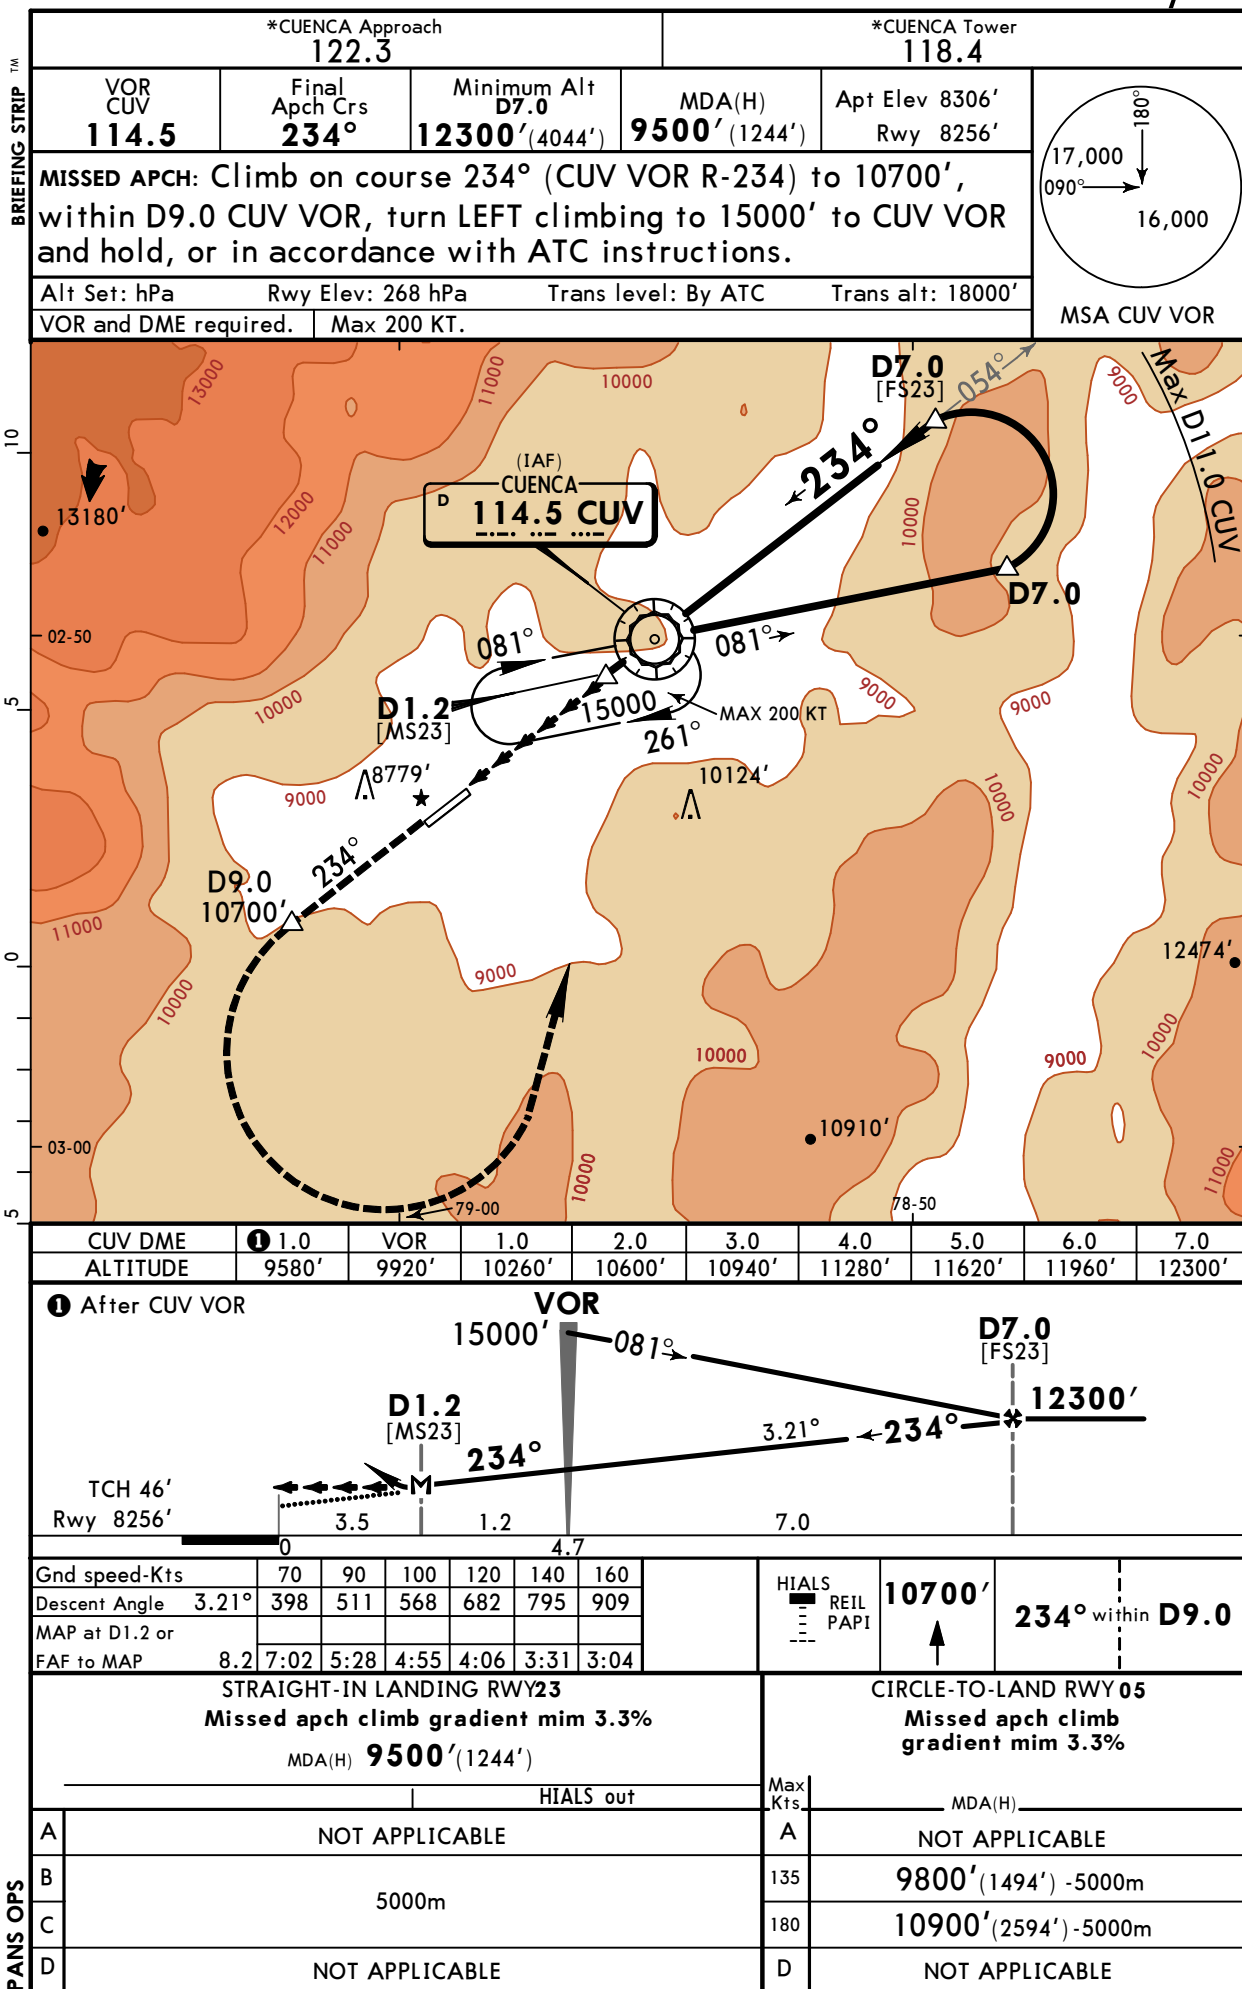 *CUENCA Approach
122.3
*CUENCA Tower
118.4
BRIEFING STRIP TM
VOR
CUV
114.5
Final
Apch Crs
234°
Minimum Alt
D7.0
12300'(4044')
MDA(H)
9500'(1244')
Apt Elev 8306'
Rwy 8256'
MISSED APCH: Climb on course 234° (CUV VOR R-234) to 10700',
within D9.0 CUV VOR, turn LEFT climbing to 15000' to CUV VOR
and hold, or in accordance with ATC instructions.
Alt Set: hPa Rwy Elev: 268 hPa Trans level: By ATC Trans alt: 18000'
VOR and DME required. Max 200 KT.
180°
17,000
090°
16,000
MSA CUV VOR
13000
11000
10000
D7.0
[FS23]
054°
9000
Max D11.0 CUV
10
234°
(IAF)
CUENCA
D 114.5 CUV
13180'
12000
11000
10000
D7.0
02-50
081°
081°
10000
5
D1.2
[MS23]
15000
MAX 200 KT
261°
9000
9000
8779'
9000
10124'
10000
10000
234°
D9.0
10700'
11000
0
10000
9000
12474'
10000
9000
10000
10910'
03-00
10000
11000
5
79-00
78-50
CUV DME 1 1.0 VOR 1.0 2.0 3.0 4.0 5.0 6.0 7.0
ALTITUDE 9580' 9920' 10260' 10600' 10940' 11280' 11620' 11960' 12300'
1 After CUV VOR
VOR
15000'
081°
D7.0
[FS23]
12300'
D1.2
[MS23]
234°
3.21°
234°
M
TCH 46'
Rwy 8256'
3.5 1.2 7.0
0 4.7
Gnd speed-Kts 70 90 100 120 140 160
Descent Angle 3.21° 398 511 568 682 795 909
MAP at D1.2 or
FAF to MAP 8.2 7:02 5:28 4:55 4:06 3:31 3:04
HIALS
REIL
PAPI
10700'
234° within D9.0
STRAIGHT-IN LANDING RWY23
Missed apch climb gradient mim 3.3%
MDA(H) 9500'(1244')
HIALS out
A NOT APPLICABLE
B
5000m
C
D NOT APPLICABLE
CIRCLE-TO-LAND RWY 05
Missed apch climb
gradient mim 3.3%
Max
Kts
MDA(H)
A NOT APPLICABLE
135 9800'(1494') -5000m
180 10900'(2594') -5000m
D NOT APPLICABLE
PANS OPS